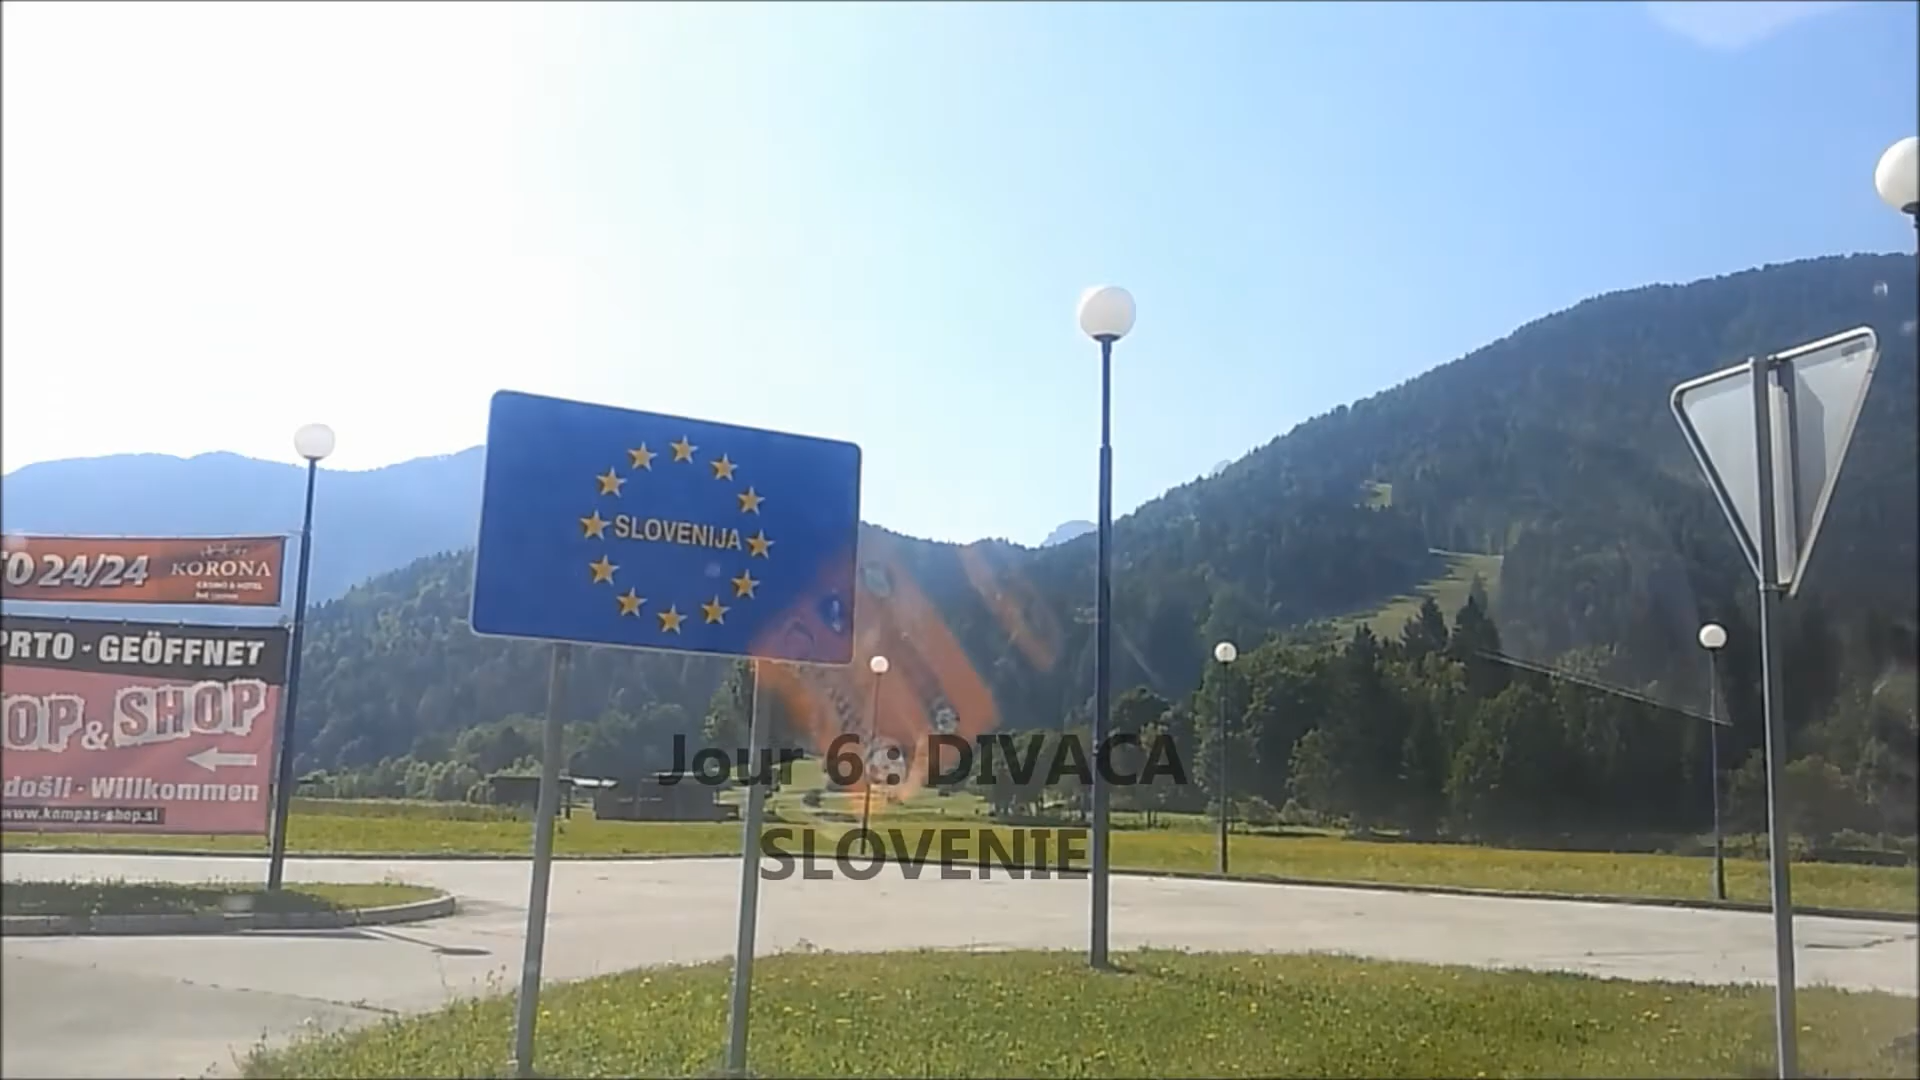 SLOVENIJA
TO 24/24
KORONA
CASINO & HOTEL
PRTO - GEÖFFNET
OP & SHOP
došli - Willkommen
www.kompas-shop.si
Jour 6 : DIVACA
SLOVENIE